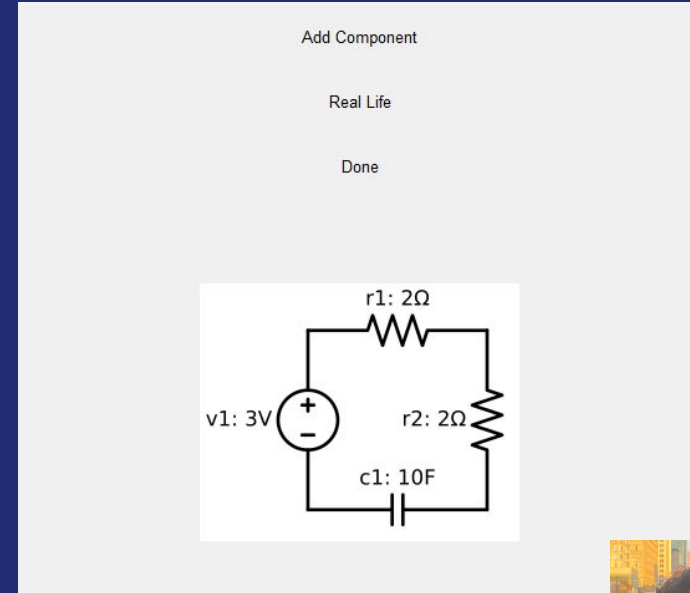 Add Component
Real Life
Done
r1: 2Ω
v1: 3V
+
−
r2: 2Ω
c1: 10F